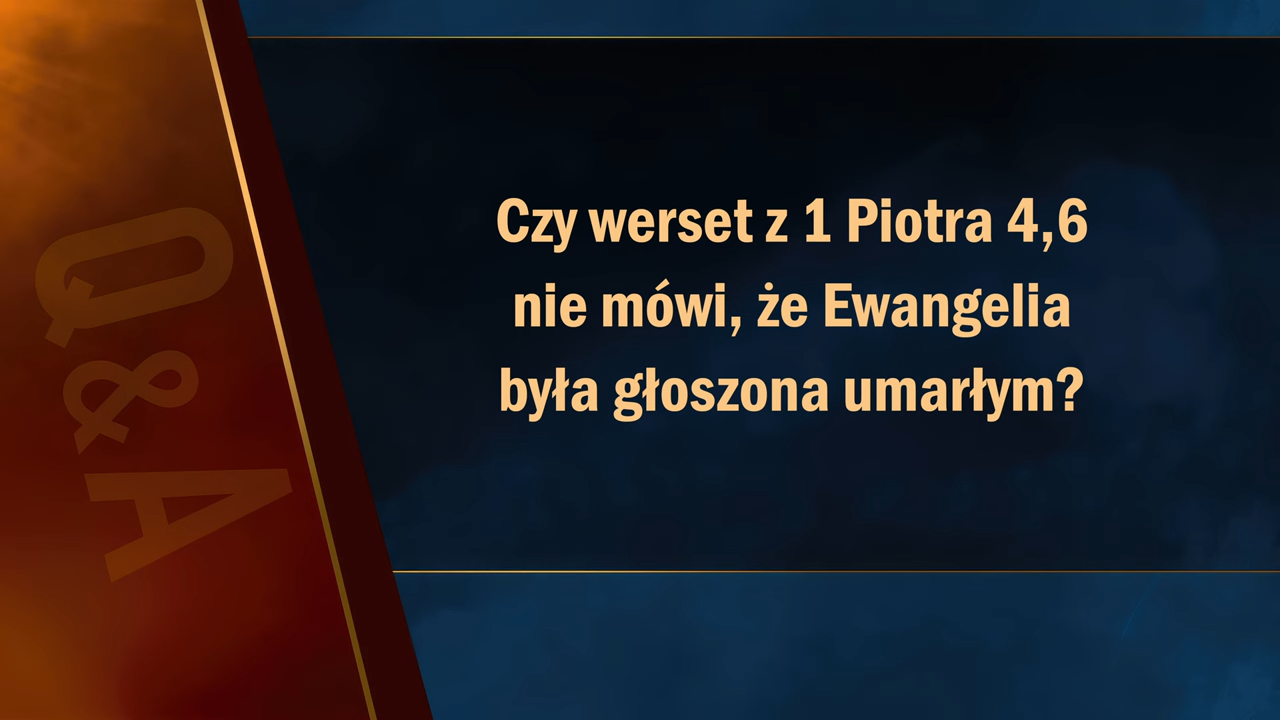 Czy werset z 1 Piotra 4,6
nie mówi, że Ewangelia
była głoszona umarłym?
Q & A